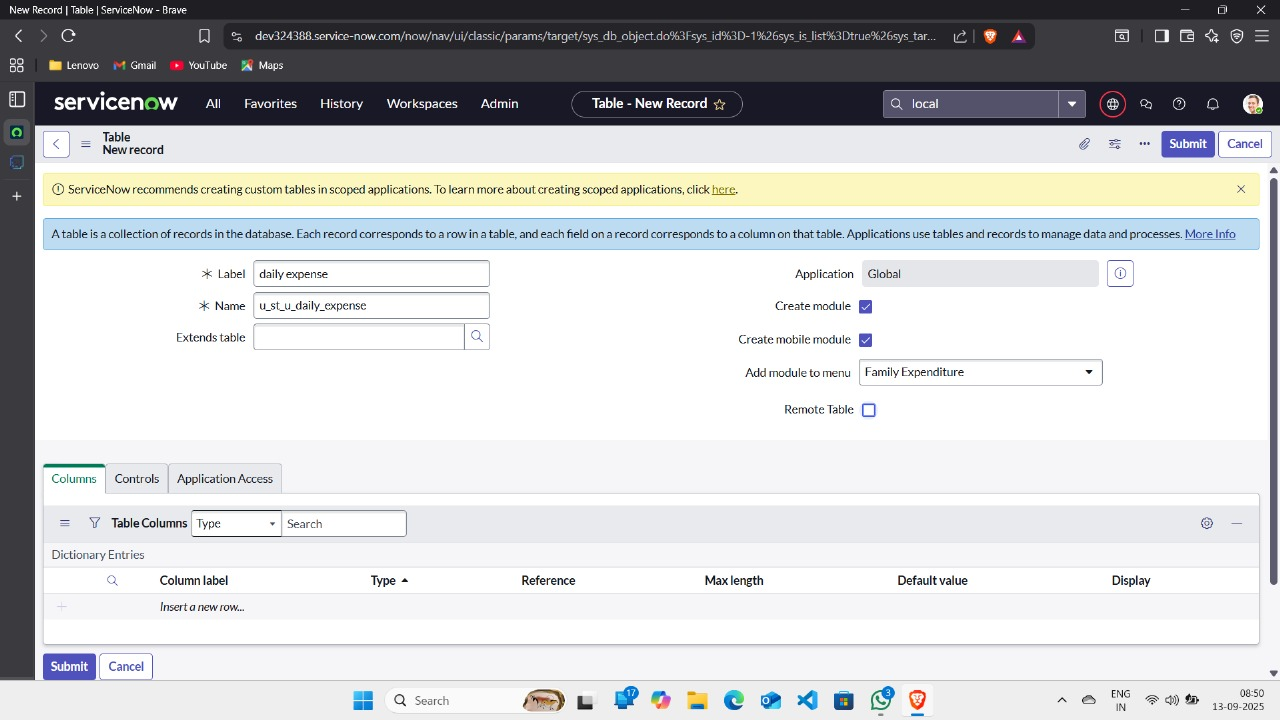 New Record | Table | ServiceNow - Brave
dev324388.service-now.com/now/nav/ui/classic/params/target/sys_db_object.do%3Fsys_id%3D-1%26sys_is_list%3Dtrue%26sys_tar...
Lenovo Gmail YouTube Maps
servicenow All Favorites History Workspaces Admin Table - New Record local
Table
New record
Submit Cancel
ServiceNow recommends creating custom tables in scoped applications. To learn more about creating scoped applications, click here.
A table is a collection of records in the database. Each record corresponds to a row in a table, and each field on a record corresponds to a column on that table. Applications use tables and records to manage data and processes. More Info
Label daily expense Application Global
Name u_st_u_daily_expense Create module
Extends table Create mobile module
Add module to menu Family Expenditure
Remote Table
Columns Controls Application Access
Table Columns Type Search
Dictionary Entries
Column label Type Reference Max length Default value Display
Insert a new row...
Submit Cancel
Search 17 3 ENG 08:50
IN 13-09-2025